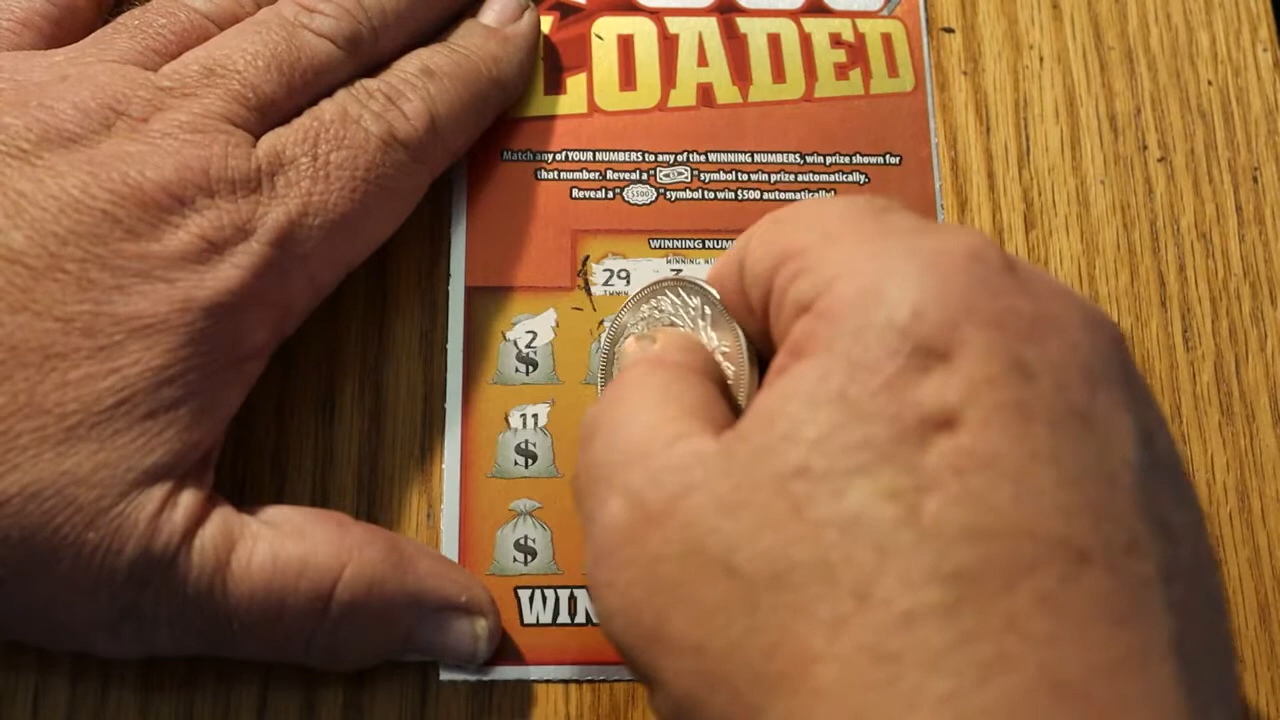 LOADED
Match any of YOUR NUMBERS to any of the WINNING NUMBERS, win prize shown for
that number. Reveal a " " symbol to win prize automatically.
Reveal a " $500 " symbol to win $500 automatically!
WINNING NUM
29
2
$
11
$
$
WIN